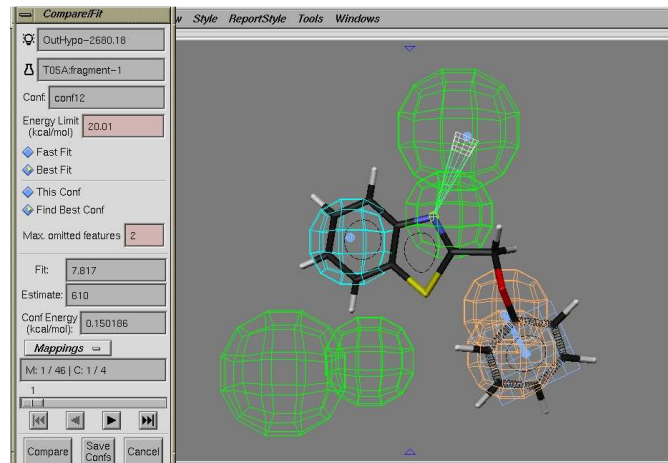 Compare/Fit
w Style ReportStyle Tools Windows
OutHypo-2680.18
T05A:fragment-1
Conf: conf12
Energy Limit (kcal/mol) 20.01
Fast Fit
Best Fit
This Conf
Find Best Conf
Max. omitted features 2
Fit: 7.817
Estimate: 610
Conf Energy (kcal/mol): 0.150186
Mappings
M: 1 / 46 | C: 1 / 4
1
Compare
Save Confs
Cancel